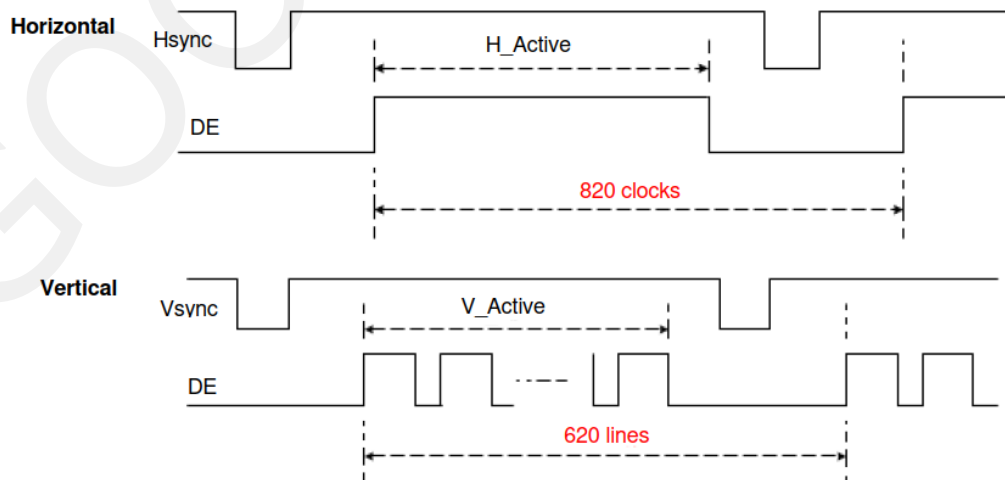 Horizontal
Hsync
H_Active
DE
820 clocks
Vertical
Vsync
V_Active
DE
620 lines